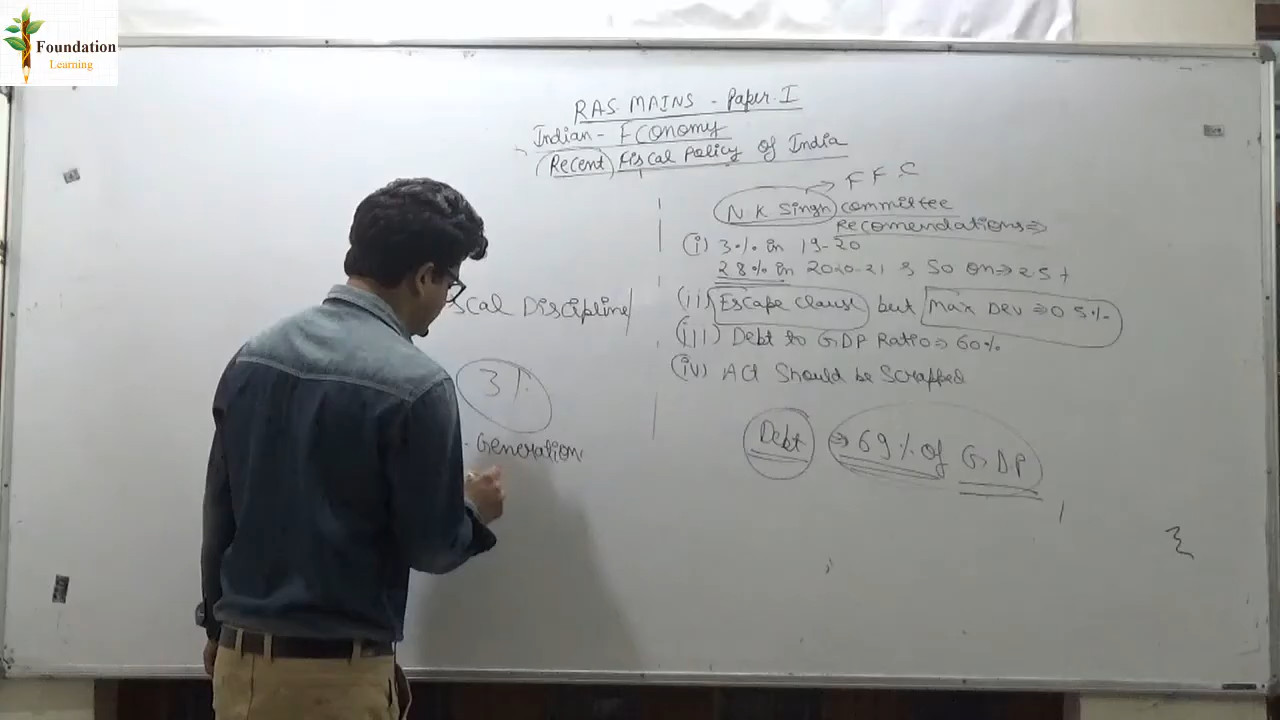 Foundation
Learning
RAS. MAINS - Paper. I
Indian - Economy
(Recent) Fiscal Policy of India
F F C
N. K Singh committee
Recomendations ⇒
(i) 3% in 19-20
2.8% in 2020-21 & So on ⇒ 2.5 +
(ii) Escape clause but Max Dev ⇒ 0.5%
(iii) Debt to GDP Ratio ⇒ 60%
(iv) Act Should be Scrapped
Debt ⇒ 69% of GDP
scal Discipline
3%
- Generation